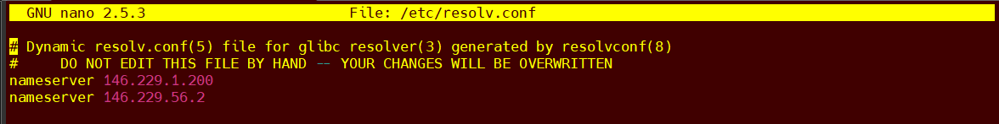 GNU nano 2.5.3 File: /etc/resolv.conf
# Dynamic resolv.conf(5) file for glibc resolver(3) generated by resolvconf(8)
#     DO NOT EDIT THIS FILE BY HAND -- YOUR CHANGES WILL BE OVERWRITTEN
nameserver 146.229.1.200
nameserver 146.229.56.2